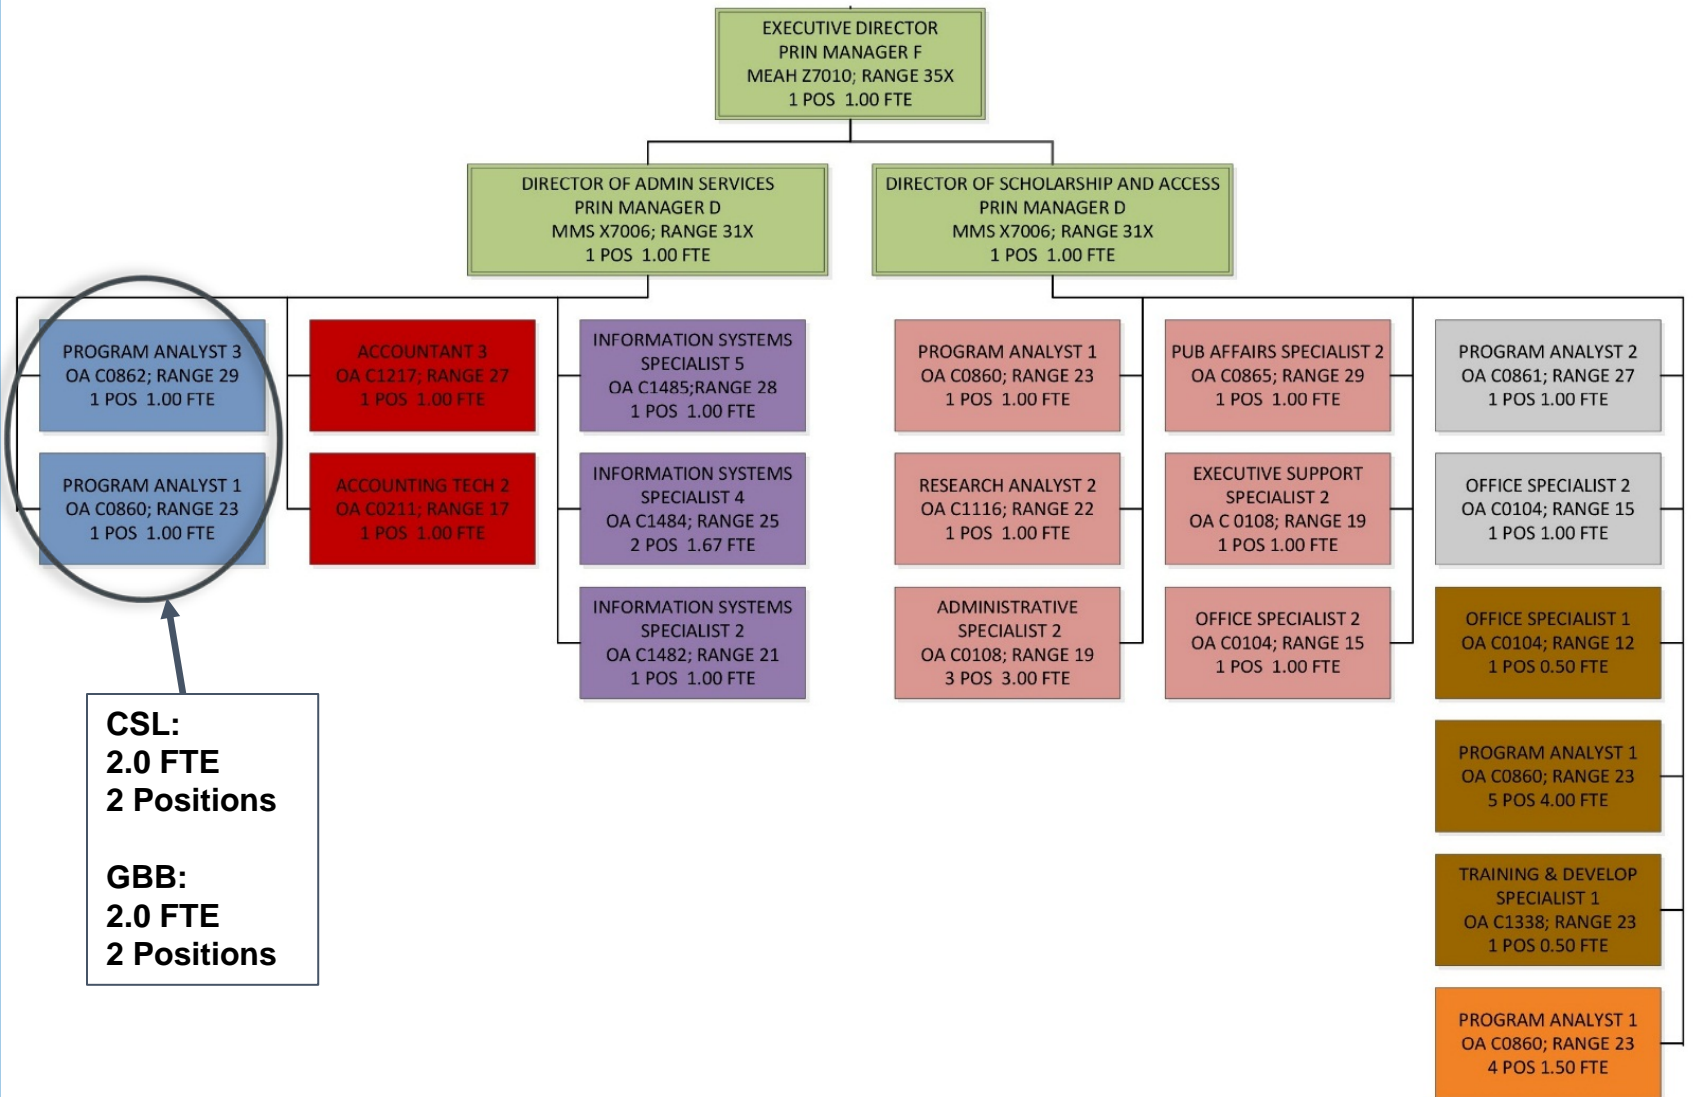 EXECUTIVE DIRECTOR
PRIN MANAGER F
MEAH Z7010; RANGE 35X
1 POS 1.00 FTE
DIRECTOR OF ADMIN SERVICES
PRIN MANAGER D
MMS X7006; RANGE 31X
1 POS 1.00 FTE
DIRECTOR OF SCHOLARSHIP AND ACCESS
PRIN MANAGER D
MMS X7006; RANGE 31X
1 POS 1.00 FTE
PROGRAM ANALYST 3
OA C0862; RANGE 29
1 POS 1.00 FTE
PROGRAM ANALYST 1
OA C0860; RANGE 23
1 POS 1.00 FTE
ACCOUNTANT 3
OA C1217; RANGE 27
1 POS 1.00 FTE
ACCOUNTING TECH 2
OA C0211; RANGE 17
1 POS 1.00 FTE
INFORMATION SYSTEMS
SPECIALIST 5
OA C1485;RANGE 28
1 POS 1.00 FTE
INFORMATION SYSTEMS
SPECIALIST 4
OA C1484; RANGE 25
2 POS 1.67 FTE
INFORMATION SYSTEMS
SPECIALIST 2
OA C1482; RANGE 21
1 POS 1.00 FTE
PROGRAM ANALYST 1
OA C0860; RANGE 23
1 POS 1.00 FTE
RESEARCH ANALYST 2
OA C1116; RANGE 22
1 POS 1.00 FTE
ADMINISTRATIVE
SPECIALIST 2
OA C0108; RANGE 19
3 POS 3.00 FTE
PUB AFFAIRS SPECIALIST 2
OA C0865; RANGE 29
1 POS 1.00 FTE
EXECUTIVE SUPPORT
SPECIALIST 2
OA C 0108; RANGE 19
1 POS 1.00 FTE
OFFICE SPECIALIST 2
OA C0104; RANGE 15
1 POS 1.00 FTE
PROGRAM ANALYST 2
OA C0861; RANGE 27
1 POS 1.00 FTE
OFFICE SPECIALIST 2
OA C0104; RANGE 15
1 POS 1.00 FTE
OFFICE SPECIALIST 1
OA C0104; RANGE 12
1 POS 0.50 FTE
PROGRAM ANALYST 1
OA C0860; RANGE 23
5 POS 4.00 FTE
TRAINING & DEVELOP
SPECIALIST 1
OA C1338; RANGE 23
1 POS 0.50 FTE
PROGRAM ANALYST 1
OA C0860; RANGE 23
4 POS 1.50 FTE
CSL:
2.0 FTE
2 Positions
GBB:
2.0 FTE
2 Positions